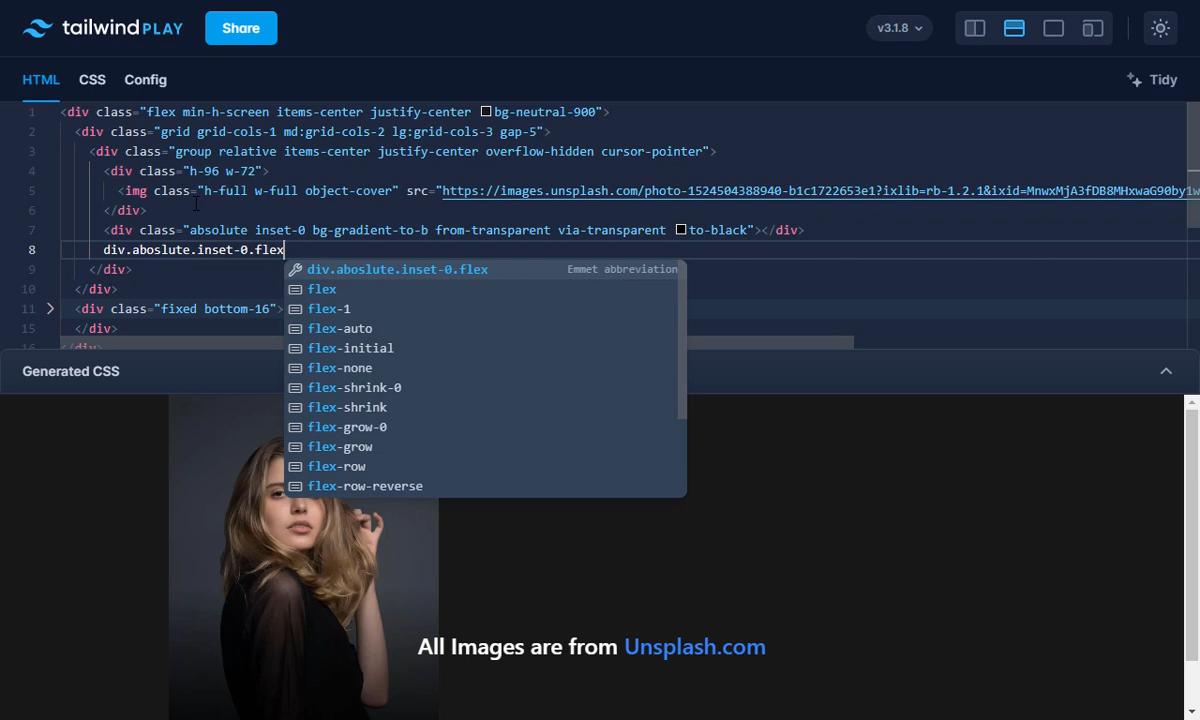 tailwind PLAY
Share
v3.1.8
HTML CSS Config
Tidy
1 <div class="flex min-h-screen items-center justify-center bg-neutral-900">
2 <div class="grid grid-cols-1 md:grid-cols-2 lg:grid-cols-3 gap-5">
3 <div class="group relative items-center justify-center overflow-hidden cursor-pointer">
4 <div class="h-96 w-72">
5 <img class="h-full w-full object-cover" src="https://images.unsplash.com/photo-1524504388940-b1c1722653e1?ixlib=rb-1.2.1&ixid=MnwxMjA3fDB8MHxwaG90by1w
6 </div>
7 <div class="absolute inset-0 bg-gradient-to-b from-transparent via-transparent to-black"></div>
8 div.aboslute.inset-0.flex
9 </div>
10 </div>
11 <div class="fixed bottom-16">
15 </div>
16 </div>
div.aboslute.inset-0.flex Emmet abbreviation
flex
flex-1
flex-auto
flex-initial
flex-none
flex-shrink-0
flex-shrink
flex-grow-0
flex-grow
flex-row
flex-row-reverse
Generated CSS
All Images are from Unsplash.com